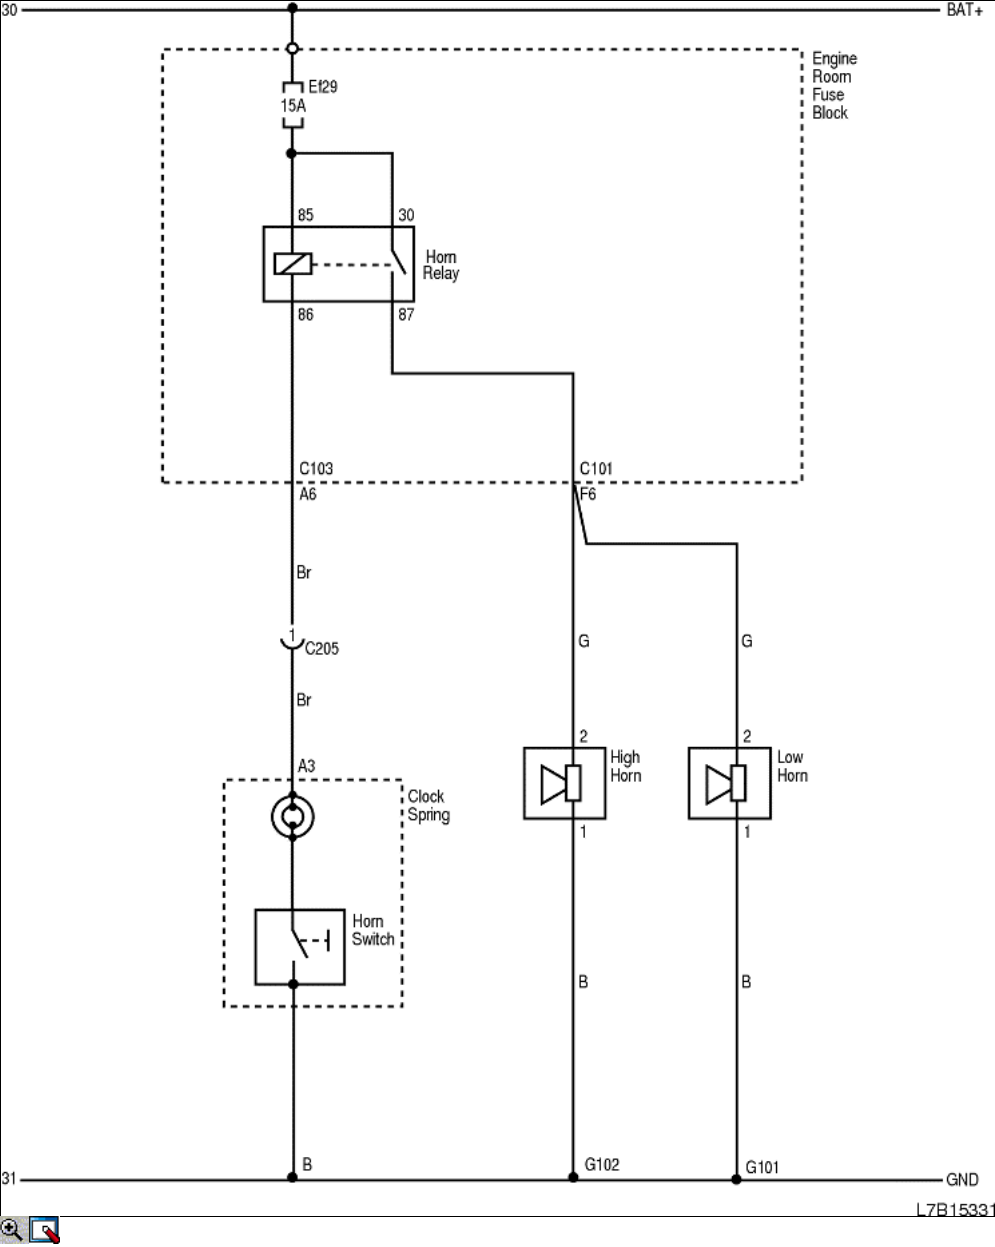 30
BAT+
Engine
Room
Fuse
Block
Ef29
15A
85
30
Horn
Relay
86
87
C103
C101
A6
F6
Br
1
C205
G
G
Br
2
2
A3
High
Horn
Low
Horn
Clock
Spring
1
1
Horn
Switch
B
B
B
G102
G101
31
GND
L7B15331